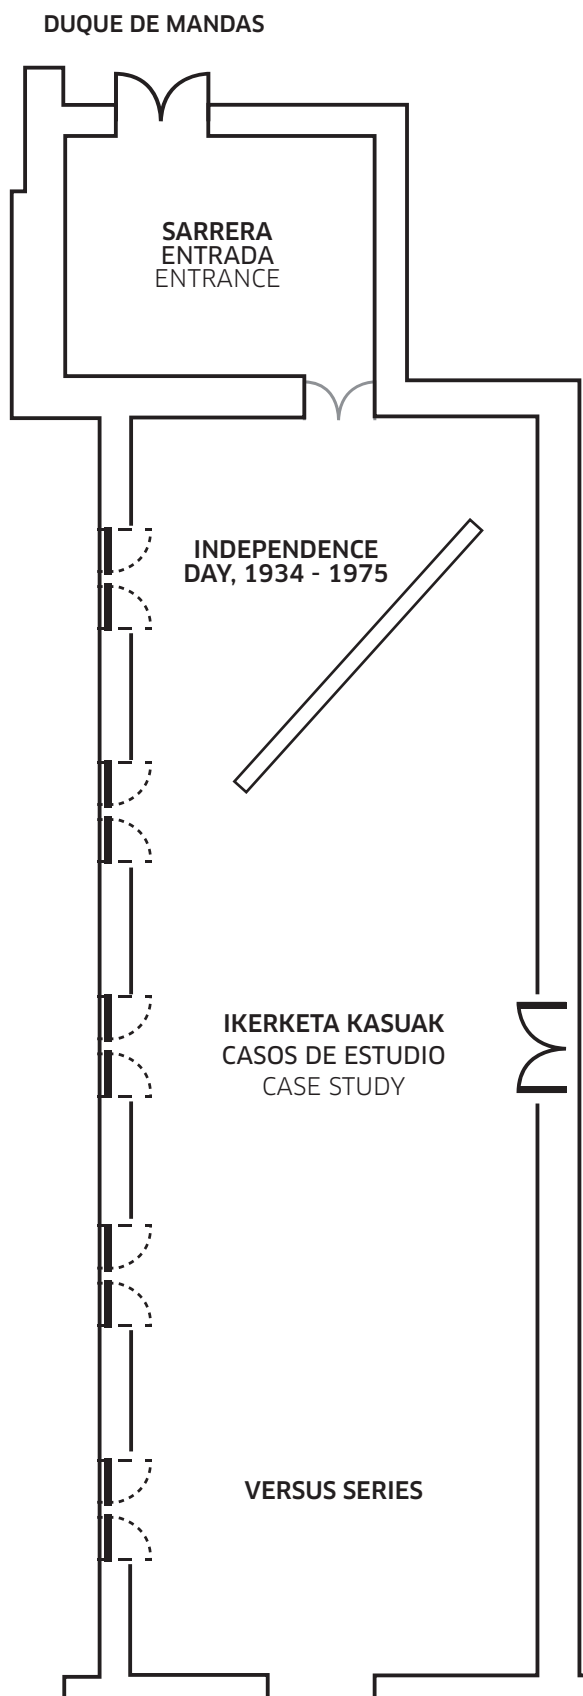 DUQUE DE MANDAS
SARRERA
ENTRADA
ENTRANCE
INDEPENDENCE
DAY, 1934 - 1975
IKERKETA KASUAK
CASOS DE ESTUDIO
CASE STUDY
VERSUS SERIES